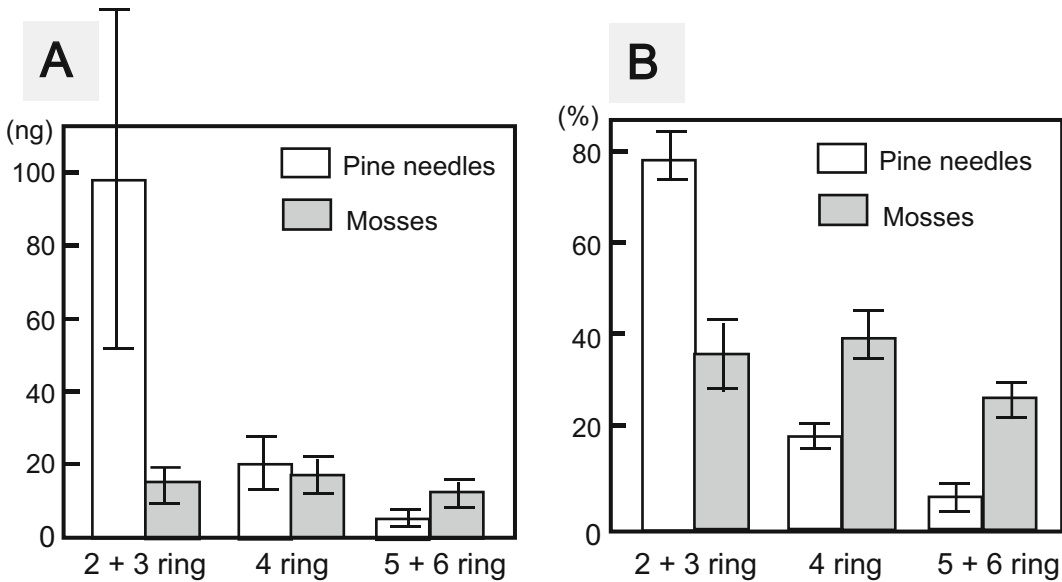 A
(ng)
100
80
60
40
20
0
Pine needles
Mosses
2 + 3 ring 4 ring 5 + 6 ring
B
(%)
80
60
40
20
0
Pine needles
Mosses
2 + 3 ring 4 ring 5 + 6 ring